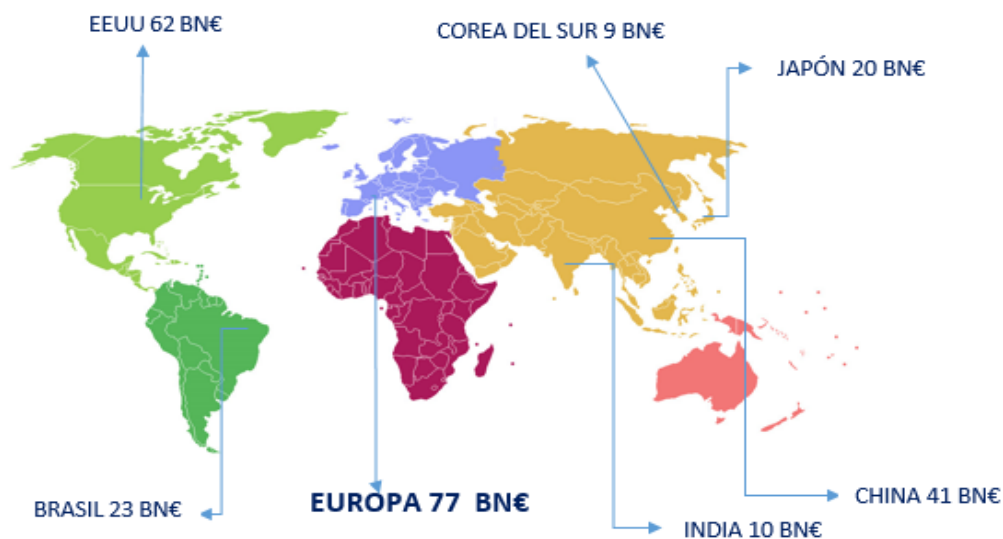 EEUU 62 BN€
COREA DEL SUR 9 BN€
JAPÓN 20 BN€
BRASIL 23 BN€
EUROPA 77 BN€
CHINA 41 BN€
INDIA 10 BN€